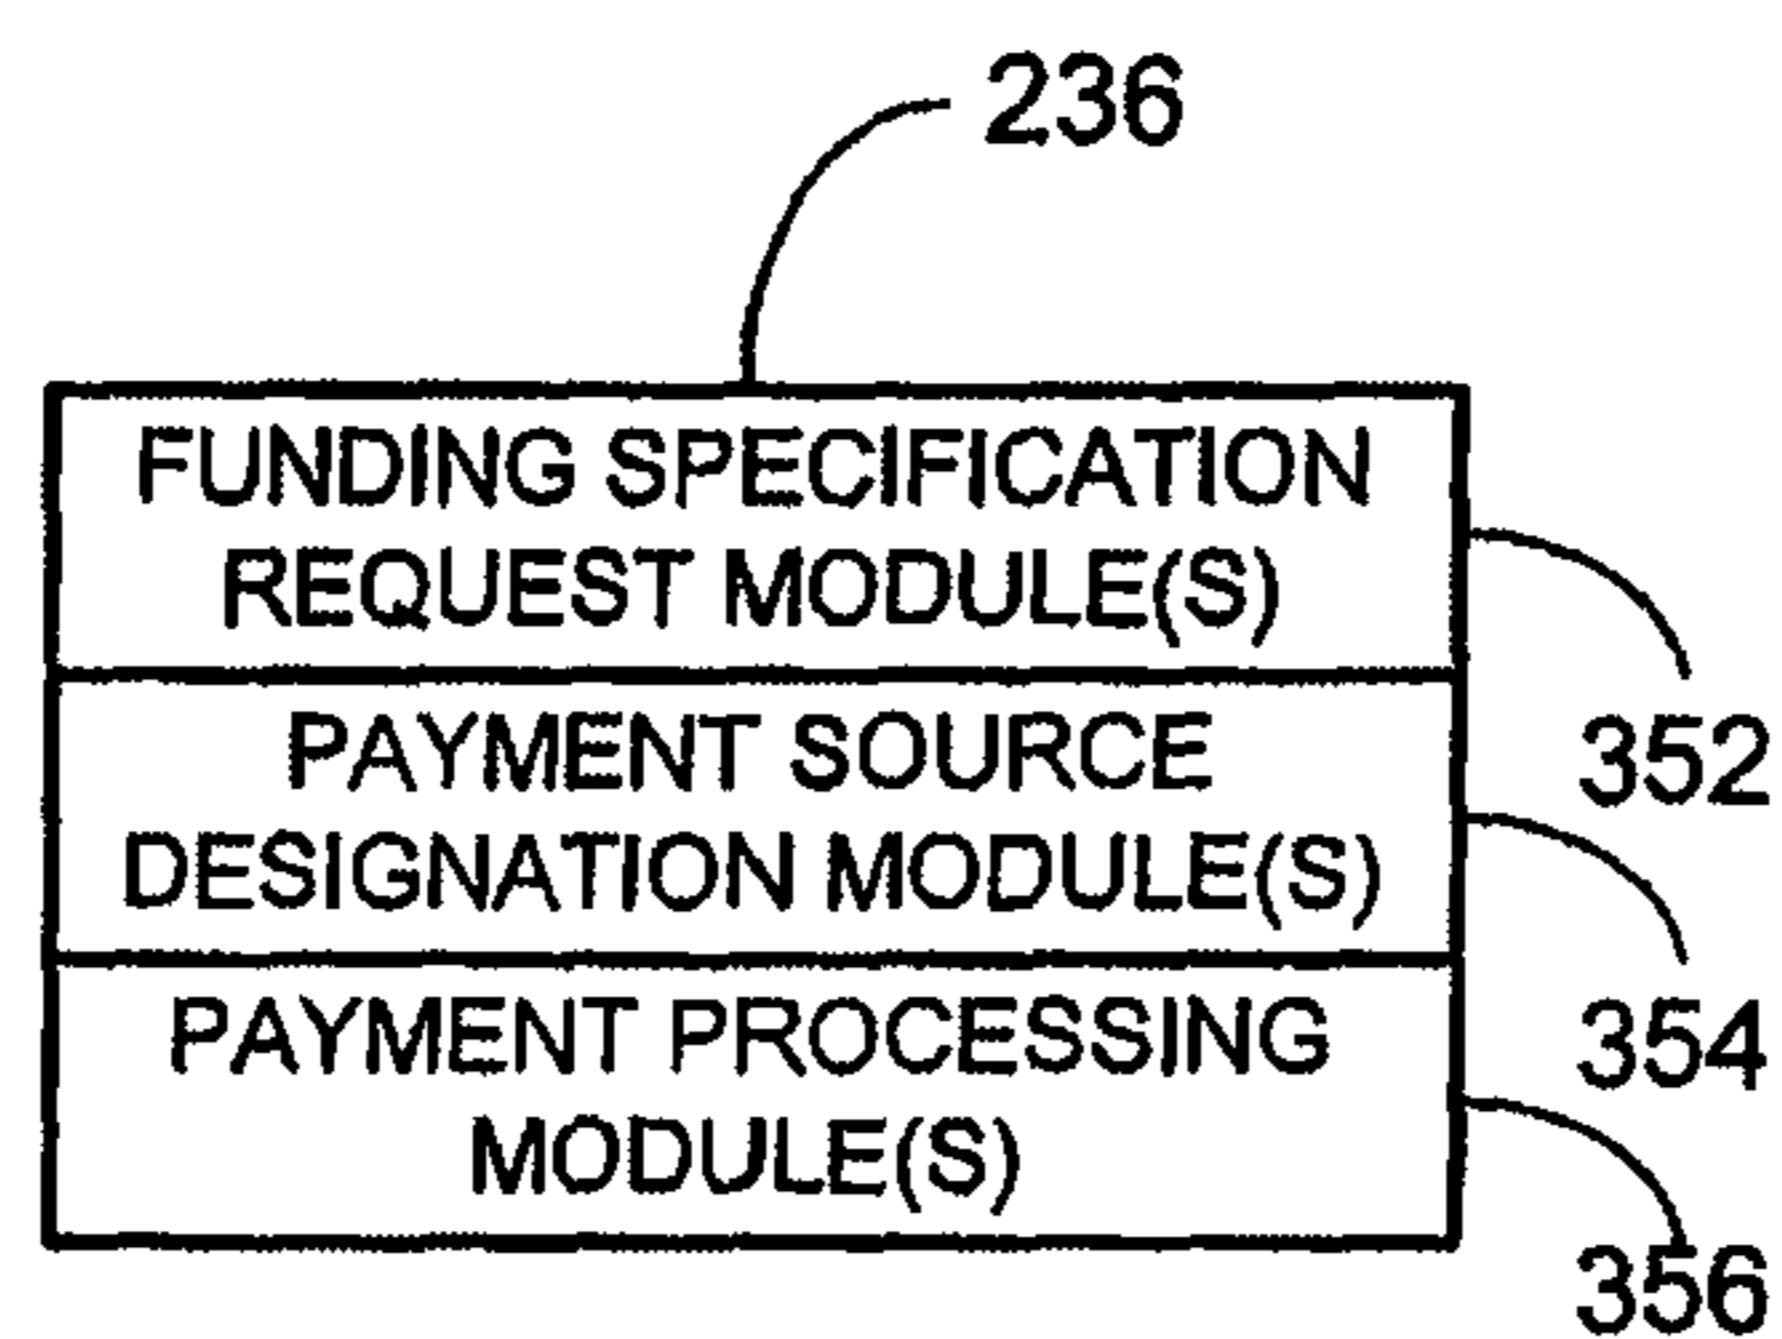 236
FUNDING SPECIFICATION
REQUEST MODULE(S)
352
PAYMENT SOURCE
DESIGNATION MODULE(S)
354
PAYMENT PROCESSING
MODULE(S)
356